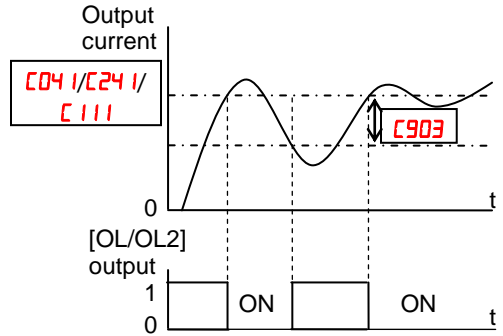 Output
current
C041/C241/
C111
C903
0
t
[OL/OL2]
output
1
ON
ON
0
t